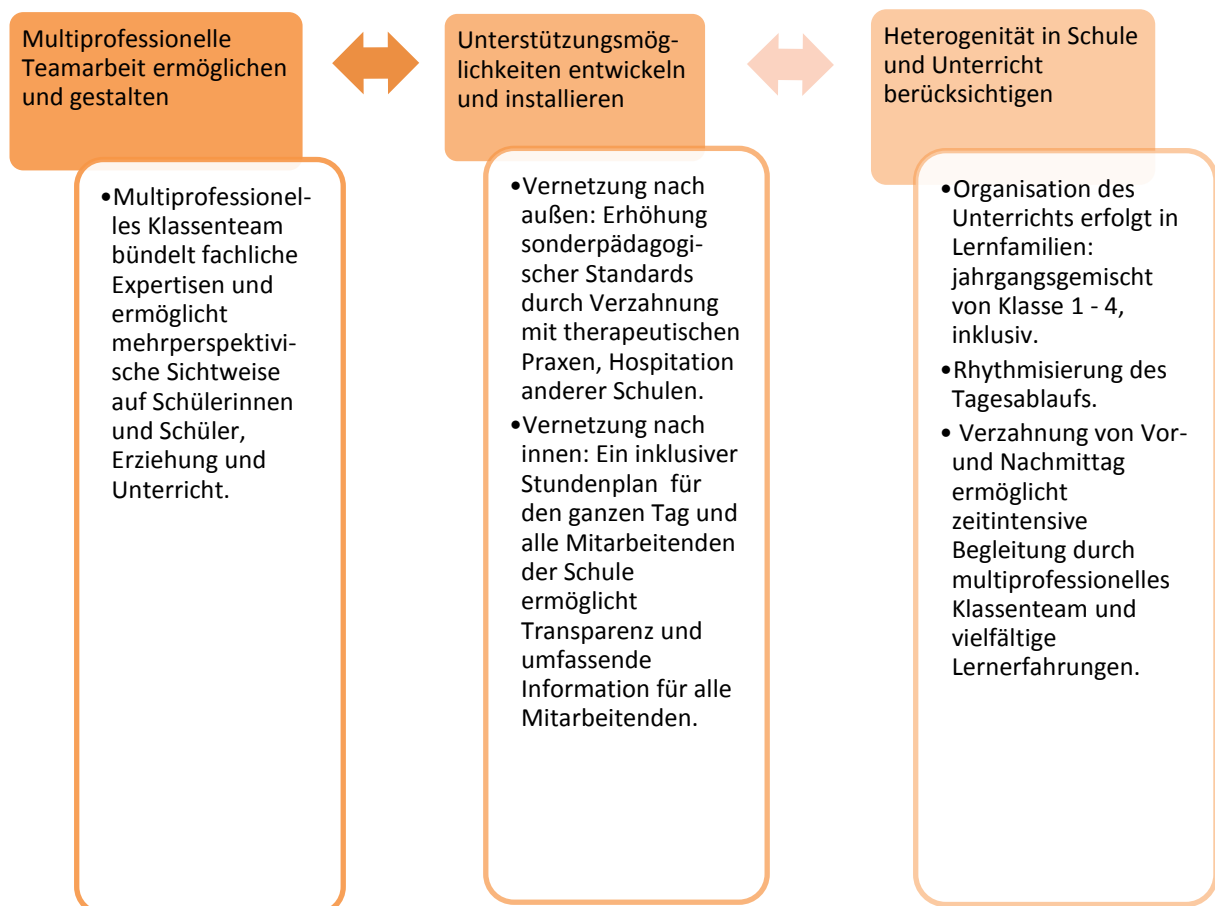 Multiprofessionelle
Teamarbeit ermöglichen
und gestalten
•Multiprofessionel-
les Klassenteam
bündelt fachliche
Expertisen und
ermöglicht
mehrperspektivi-
sche Sichtweise
auf Schülerinnen
und Schüler,
Erziehung und
Unterricht.
Unterstützungsmög-
lichkeiten entwickeln
und installieren
•Vernetzung nach
außen: Erhöhung
sonderpädagogi-
scher Standards
durch Verzahnung
mit therapeutischen
Praxen, Hospitation
anderer Schulen.
•Vernetzung nach
innen: Ein inklusiver
Stundenplan für
den ganzen Tag und
alle Mitarbeitenden
der Schule
ermöglicht
Transparenz und
umfassende
Information für alle
Mitarbeitenden.
Heterogenität in Schule
und Unterricht
berücksichtigen
•Organisation des
Unterrichts erfolgt in
Lernfamilien:
jahrgangsgemischt
von Klasse 1 - 4,
inklusiv.
•Rhythmisierung des
Tagesablaufs.
• Verzahnung von Vor-
und Nachmittag
ermöglicht
zeitintensive
Begleitung durch
multiprofessionelles
Klassenteam und
vielfältige
Lernerfahrungen.